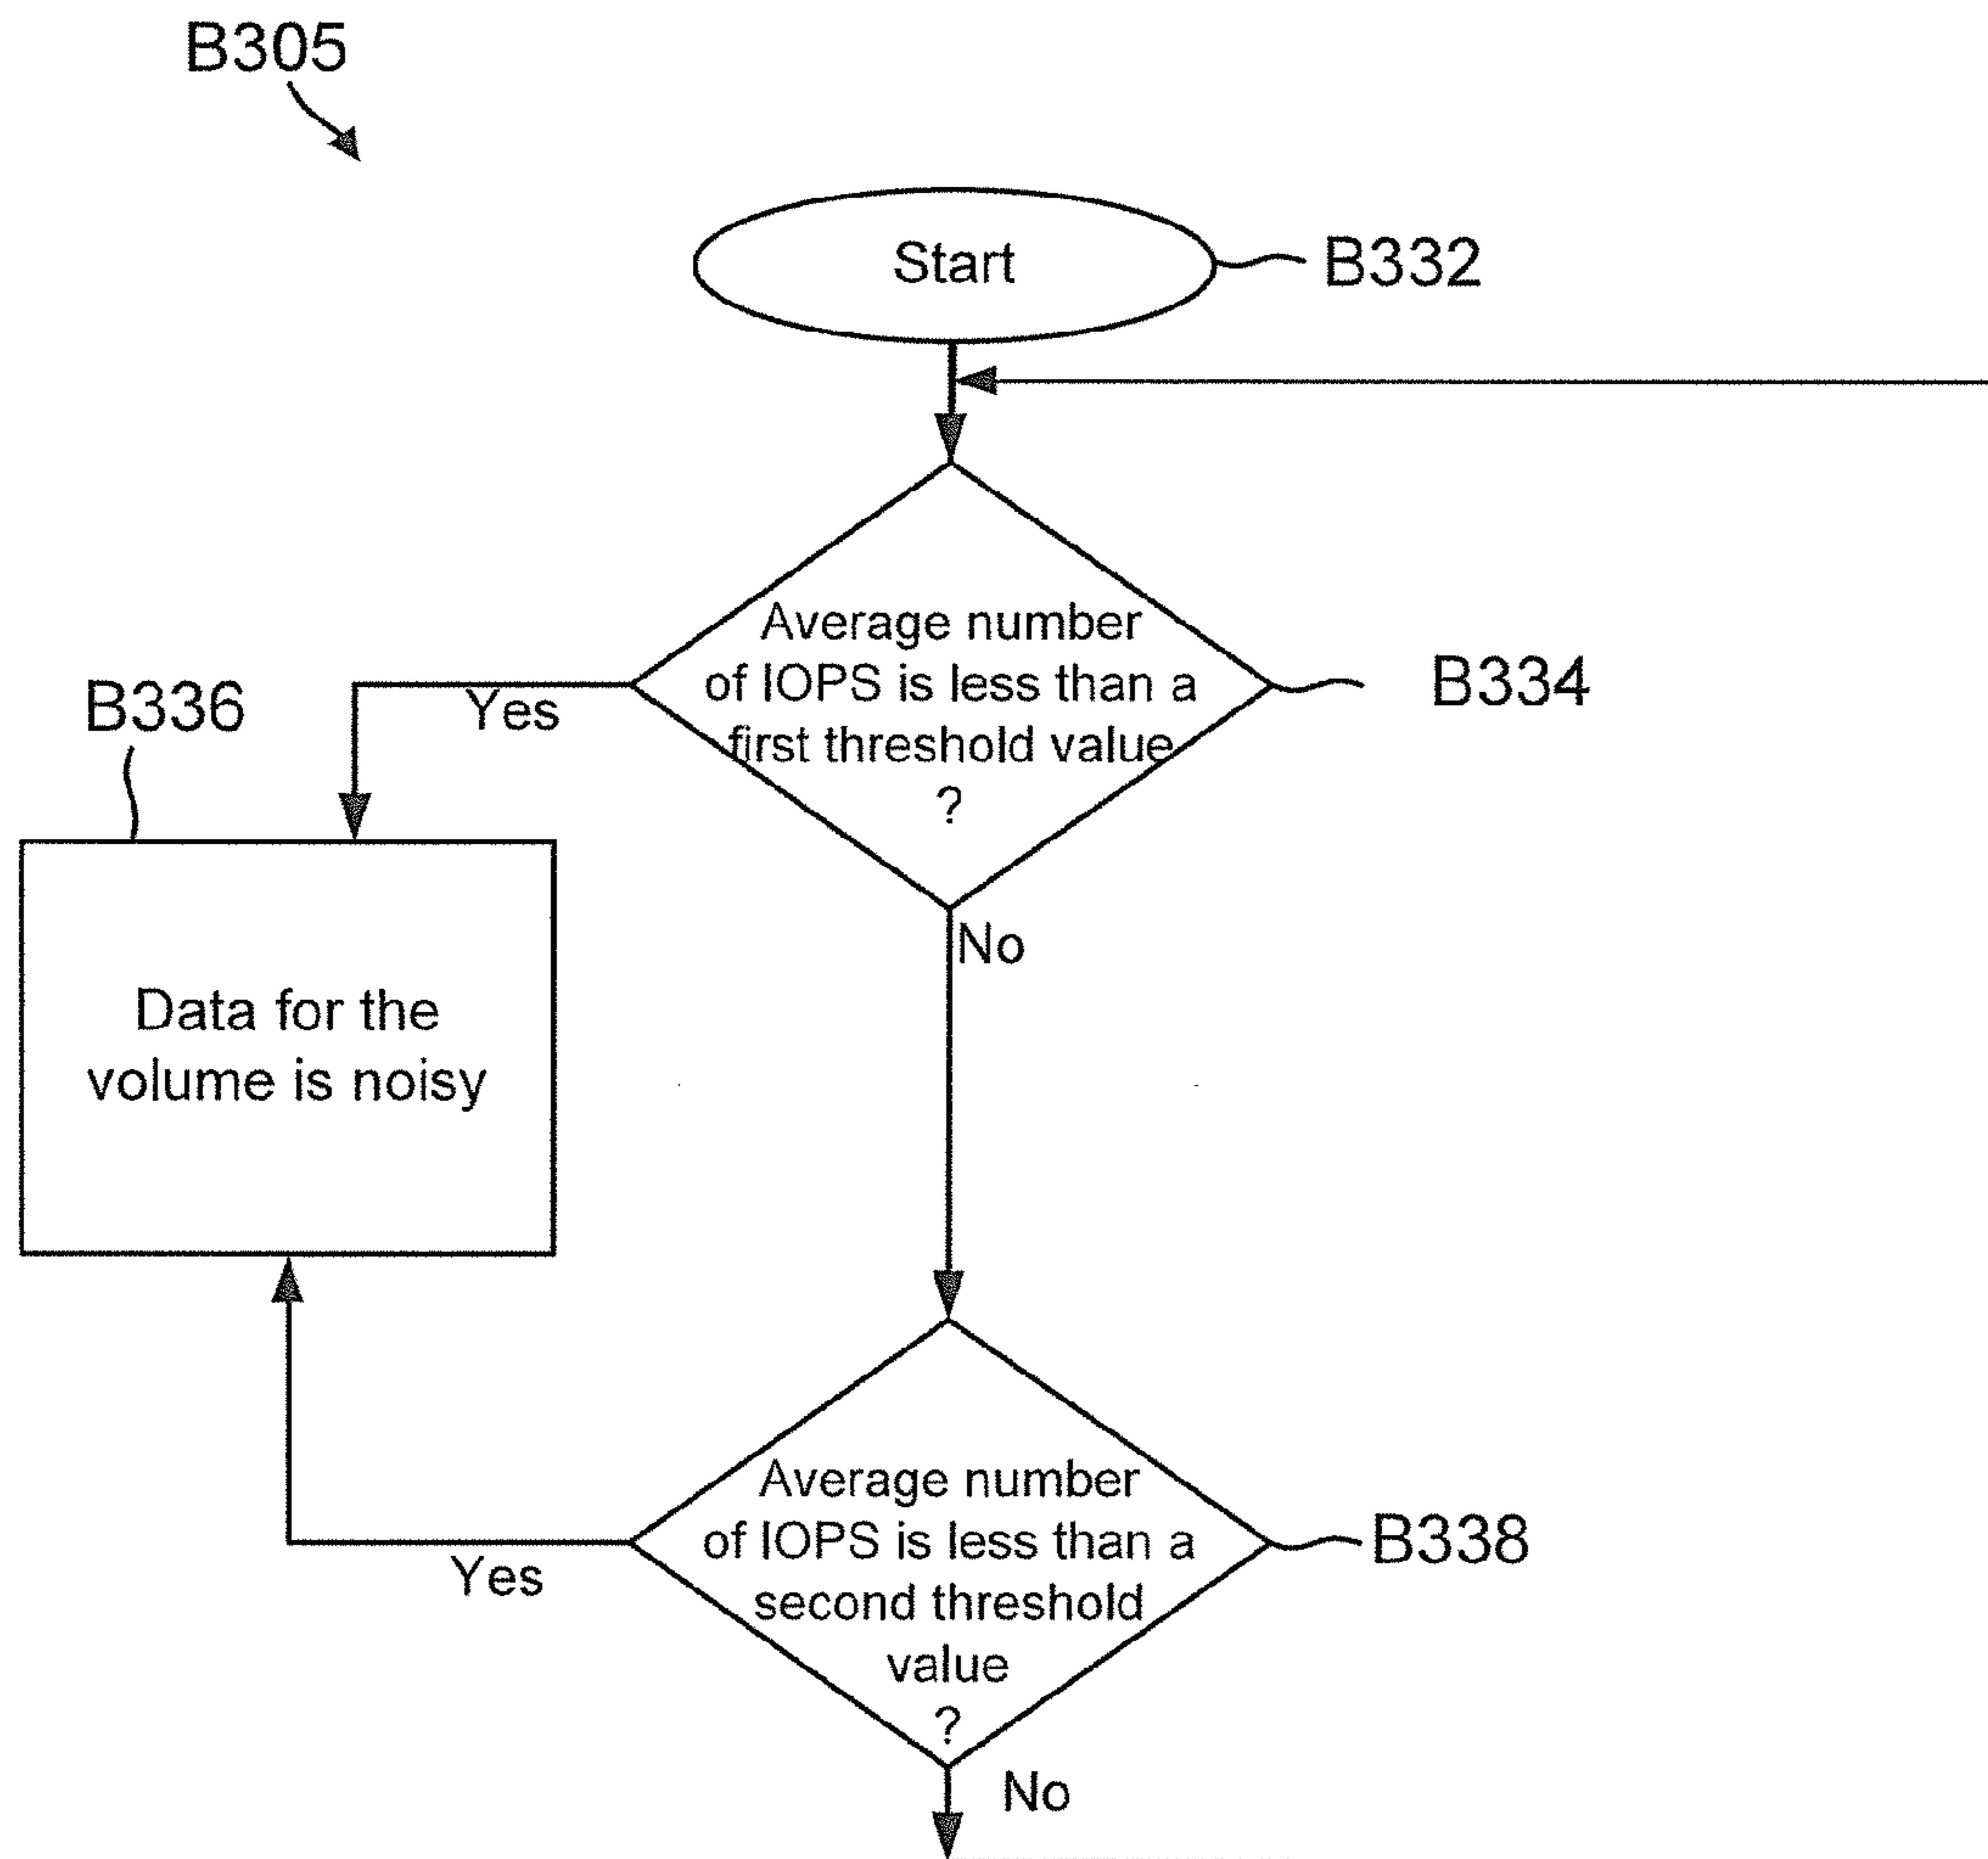 B305
Start
B332
Average number
of IOPS is less than a
first threshold value
?
B334
Yes
B336
No
Data for the
volume is noisy
Average number
of IOPS is less than a
second threshold
value
?
B338
Yes
No